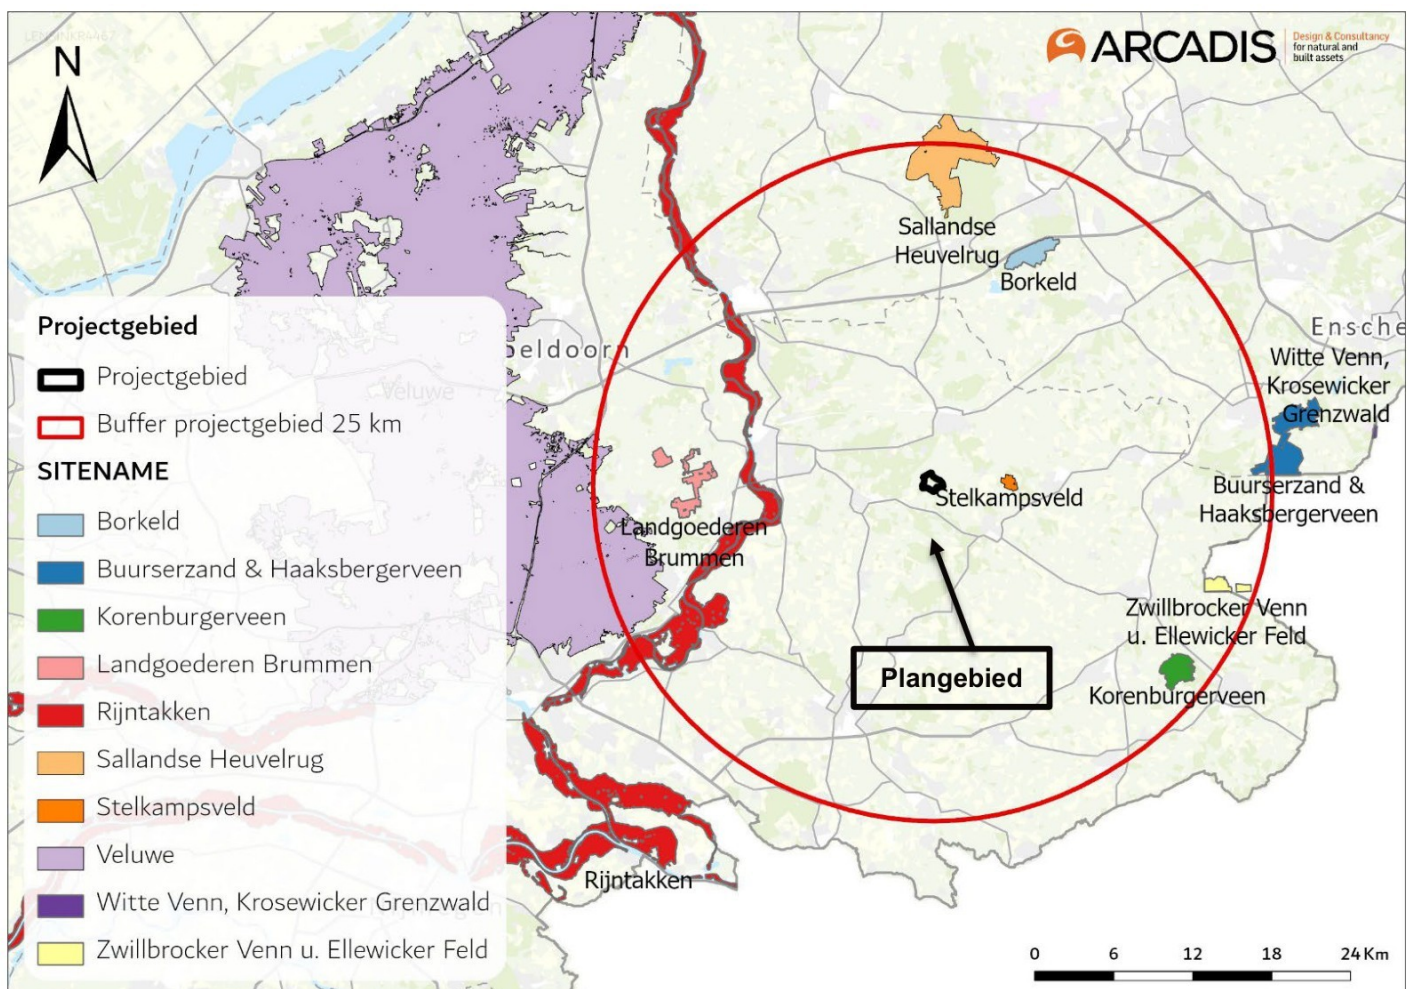 N
ARCADIS
Design & Consultancy
for natural and
built assets
Sallandse
Heuvelrug
Borkeld
Ensche
Witte Venn,
Krosewicker
Grenzwald
Buurserzand &
Haaksbergerveen
Stelkampsveld
Landgoederen
Brummen
Zwillbrocker Venn
u. Ellewicker Feld
Plangebied
Korenburgerveen
Rijntakken
beldoorn
Veluwe
Projectgebied
Projectgebied
Buffer projectgebied 25 km
SITENAME
Borkeld
Buurserzand & Haaksbergerveen
Korenburgerveen
Landgoederen Brummen
Rijntakken
Sallandse Heuvelrug
Stelkampsveld
Veluwe
Witte Venn, Krosewicker Grenzwald
Zwillbrocker Venn u. Ellewicker Feld
0 6 12 18 24 Km